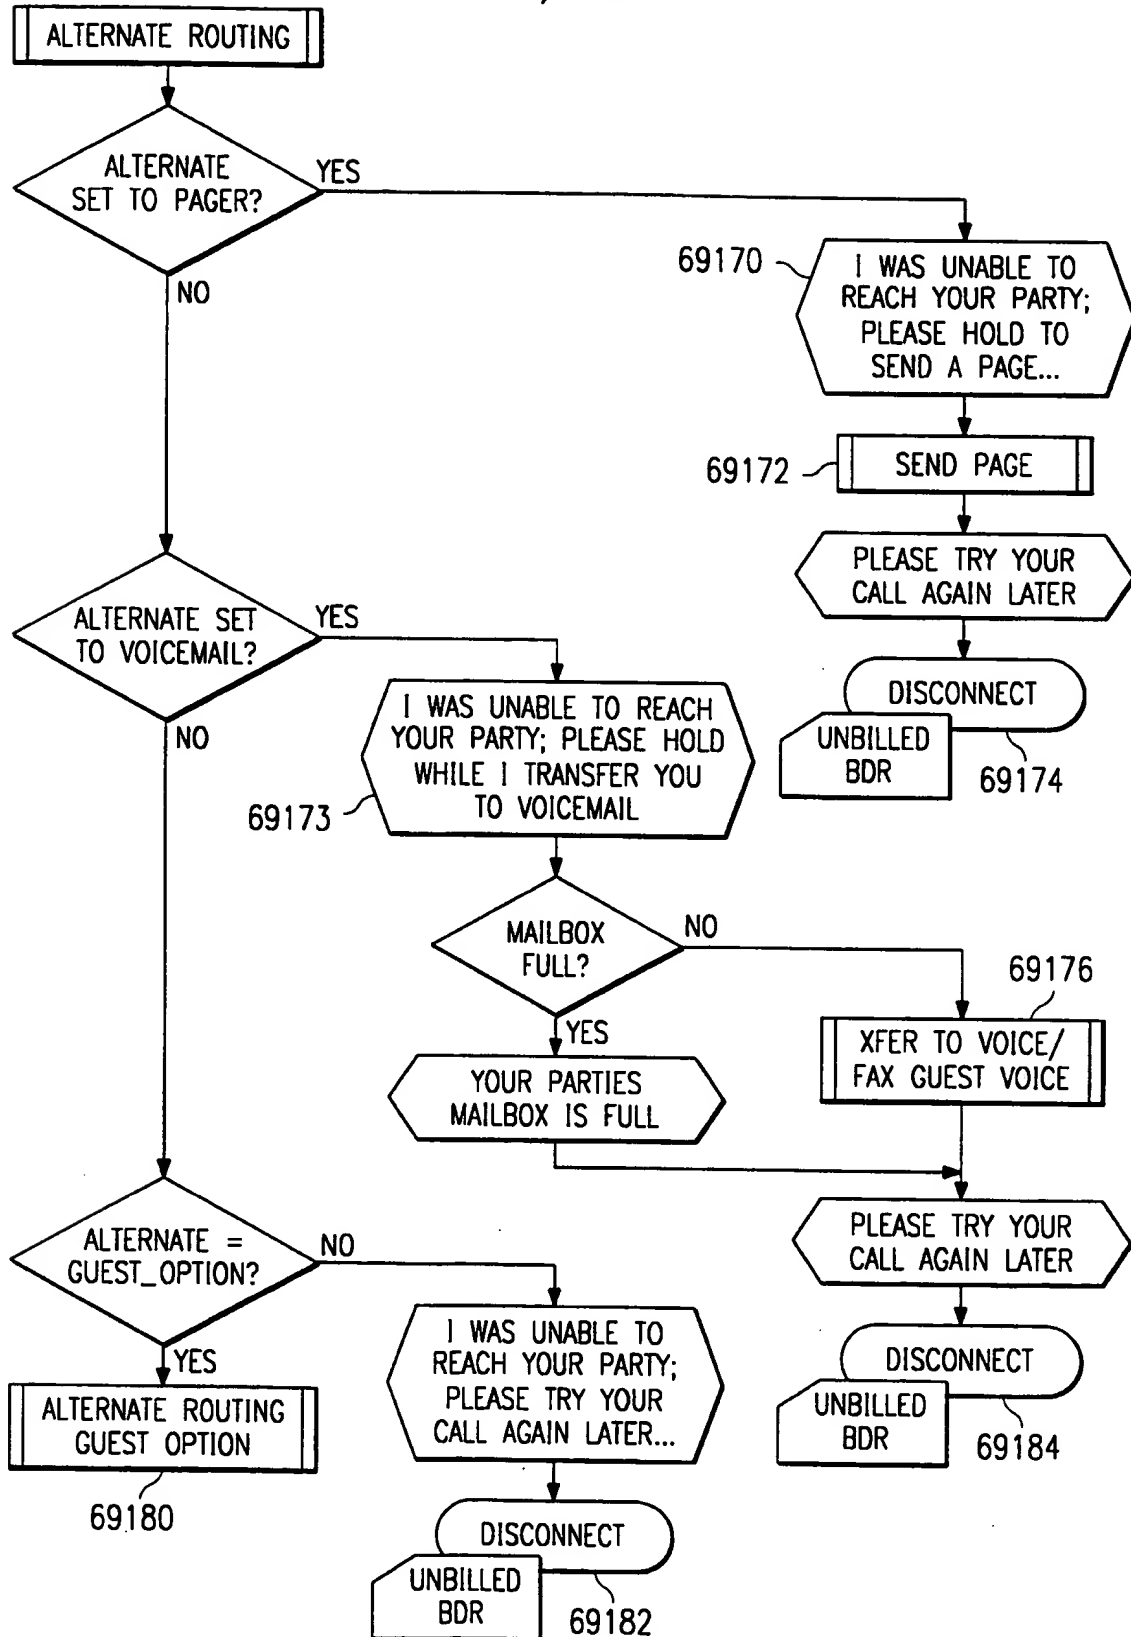 ALTERNATE ROUTING
ALTERNATE
SET TO PAGER?
YES
NO
69170
I WAS UNABLE TO
REACH YOUR PARTY;
PLEASE HOLD TO
SEND A PAGE...
69172
SEND PAGE
PLEASE TRY YOUR
CALL AGAIN LATER
DISCONNECT
UNBILLED
BDR
69174
ALTERNATE SET
TO VOICEMAIL?
YES
NO
I WAS UNABLE TO REACH
YOUR PARTY; PLEASE HOLD
WHILE I TRANSFER YOU
TO VOICEMAIL
69173
MAILBOX
FULL?
NO
YES
69176
XFER TO VOICE/
FAX GUEST VOICE
YOUR PARTIES
MAILBOX IS FULL
PLEASE TRY YOUR
CALL AGAIN LATER
DISCONNECT
UNBILLED
BDR
69184
ALTERNATE =
GUEST_OPTION?
NO
YES
ALTERNATE ROUTING
GUEST OPTION
69180
I WAS UNABLE TO
REACH YOUR PARTY;
PLEASE TRY YOUR
CALL AGAIN LATER...
DISCONNECT
UNBILLED
BDR
69182